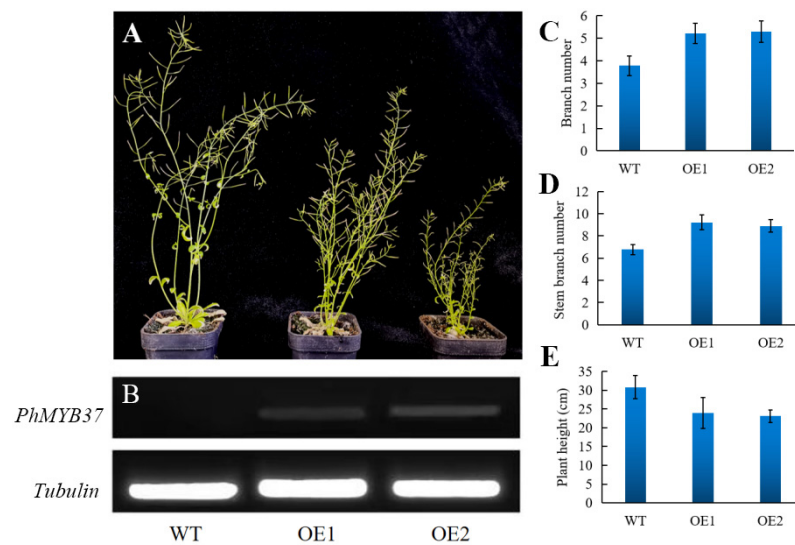 A
B
PhMYB37
Tubulin
WT OE1 OE2
C
Branch number
6
5
4
3
2
1
0
WT OE1 OE2
D
Stem branch number
12
10
8
6
4
2
0
WT OE1 OE2
E
Plant height (cm)
40
35
30
25
20
15
10
5
0
WT OE1 OE2